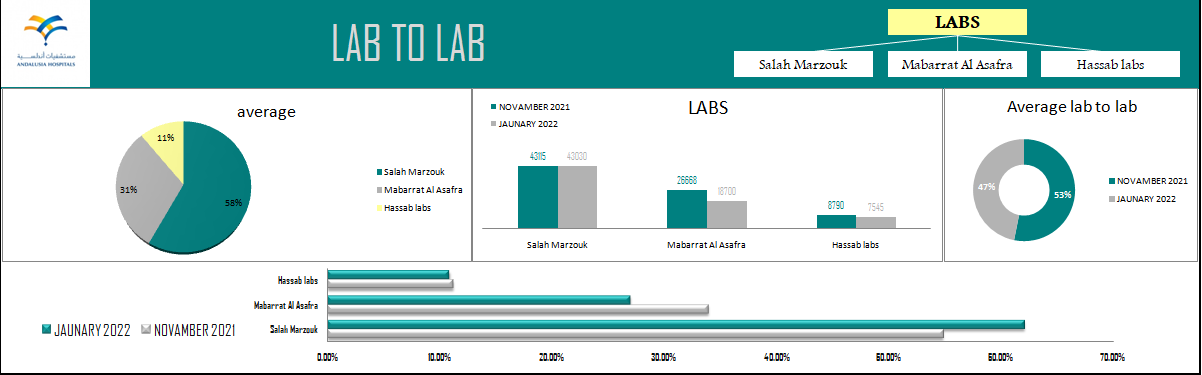 مستشفيات أندلسية
ANDALUSIA HOSPITALS
LAB TO LAB
LABS
Salah Marzouk
Mabarrat Al Asafra
Hassab labs
average
11%
31%
58%
Salah Marzouk
Mabarrat Al Asafra
Hassab labs
LABS
NOVAMBER 2021
JAUNARY 2022
43115
43030
26668
18700
8790
7545
Salah Marzouk
Mabarrat Al Asafra
Hassab labs
Average lab to lab
47%
53%
NOVAMBER 2021
JAUNARY 2022
Hassab labs
Mabarrat Al Asafra
Salah Marzouk
JAUNARY 2022
NOVAMBER 2021
0.00% 10.00% 20.00% 30.00% 40.00% 50.00% 60.00% 70.00%